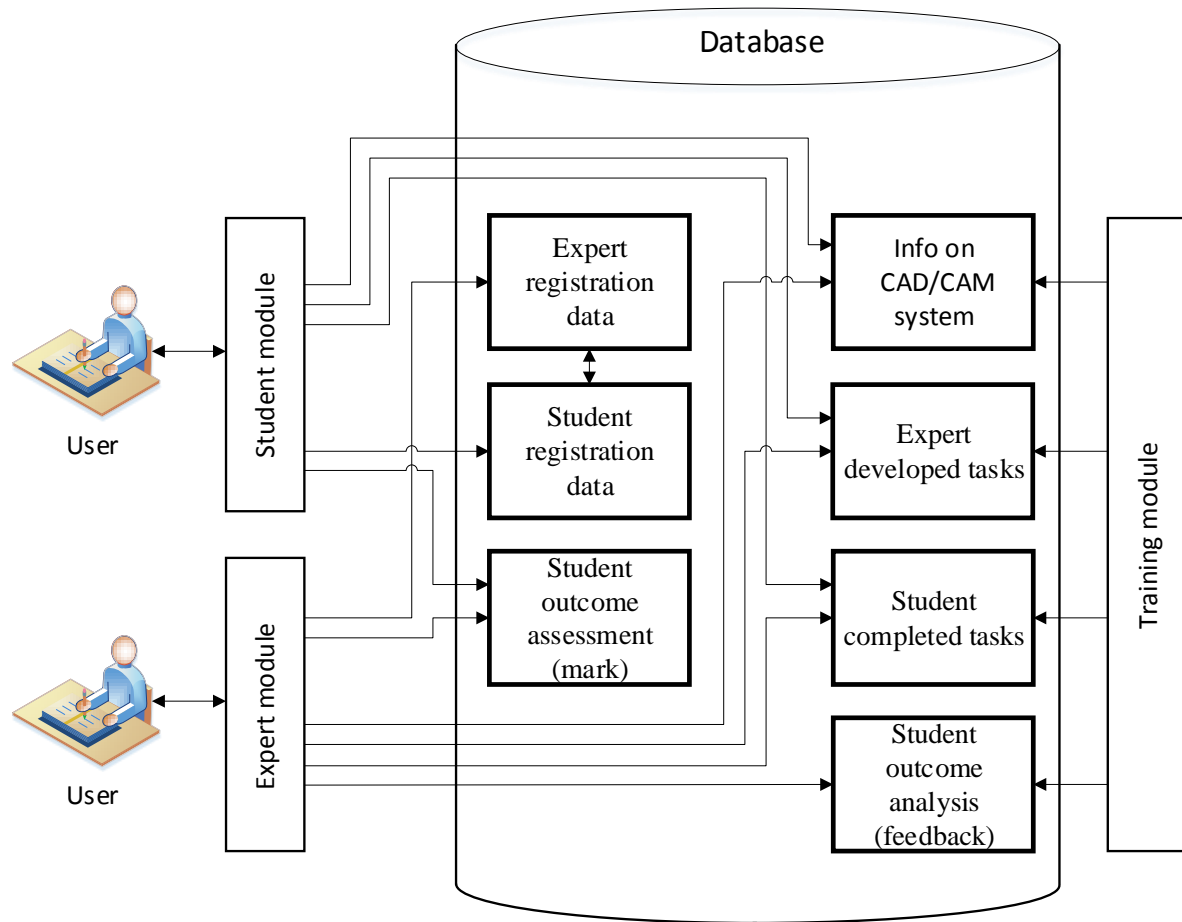 Database
Student module
User
Expert module
User
Expert
registration
data
Student
registration
data
Student
outcome
assessment
(mark)
Info on
CAD/CAM
system
Expert
developed tasks
Student
completed tasks
Student
outcome
analysis
(feedback)
Training module